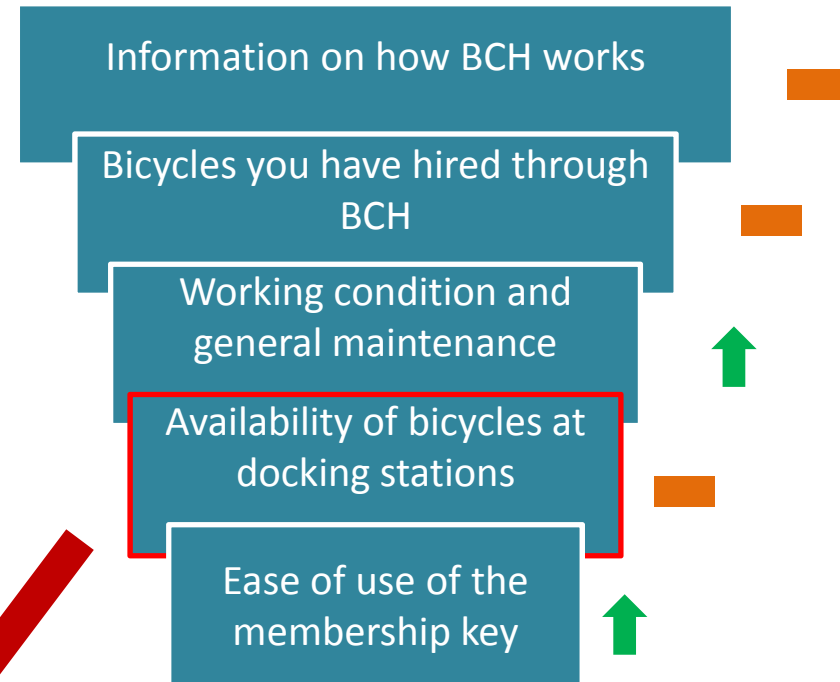 Information on how BCH works
Bicycles you have hired through
BCH
Working condition and
general maintenance
Availability of bicycles at
docking stations
Ease of use of the
membership key